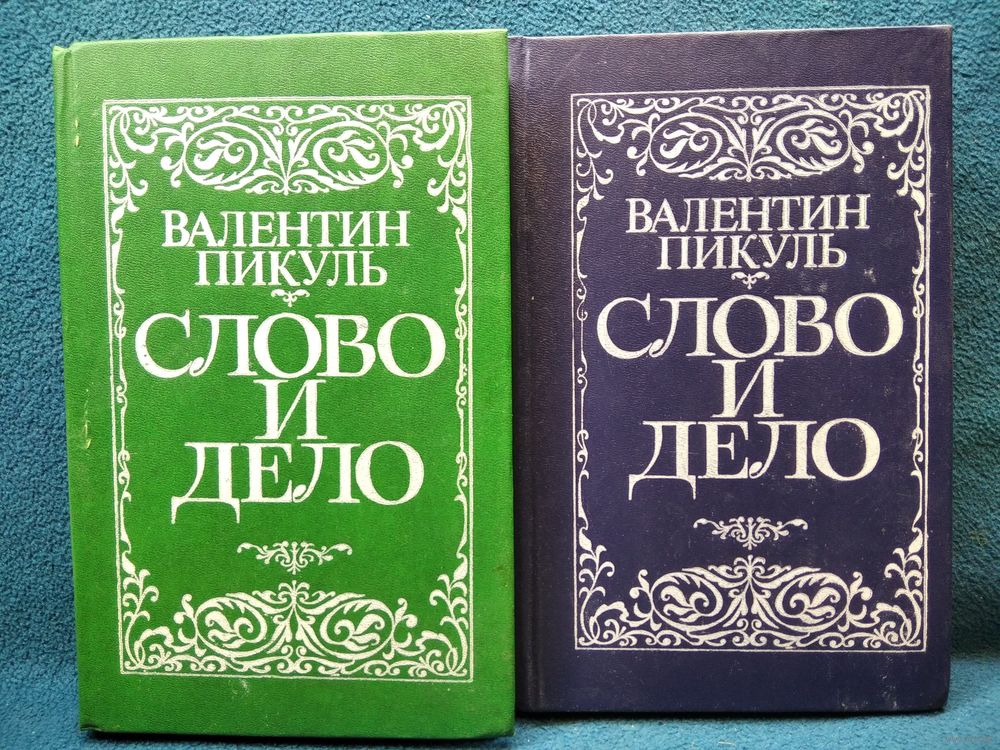 ВАЛЕНТИН
ПИКУЛЬ
СЛОВО
И
ДЕЛО
ВАЛЕНТИН
ПИКУЛЬ
СЛОВО
И
ДЕЛО